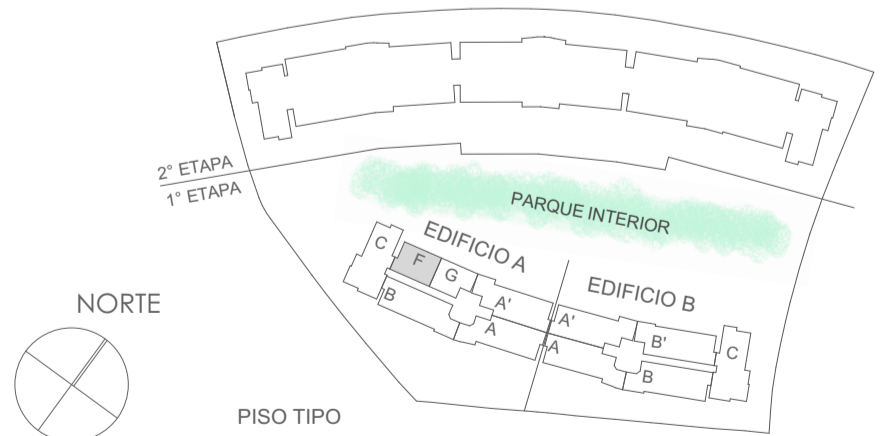 2° ETAPA
1° ETAPA
PARQUE INTERIOR
EDIFICIO A
C
F
G
B
A'
A
EDIFICIO B
A'
A
B'
B
C
NORTE
PISO TIPO